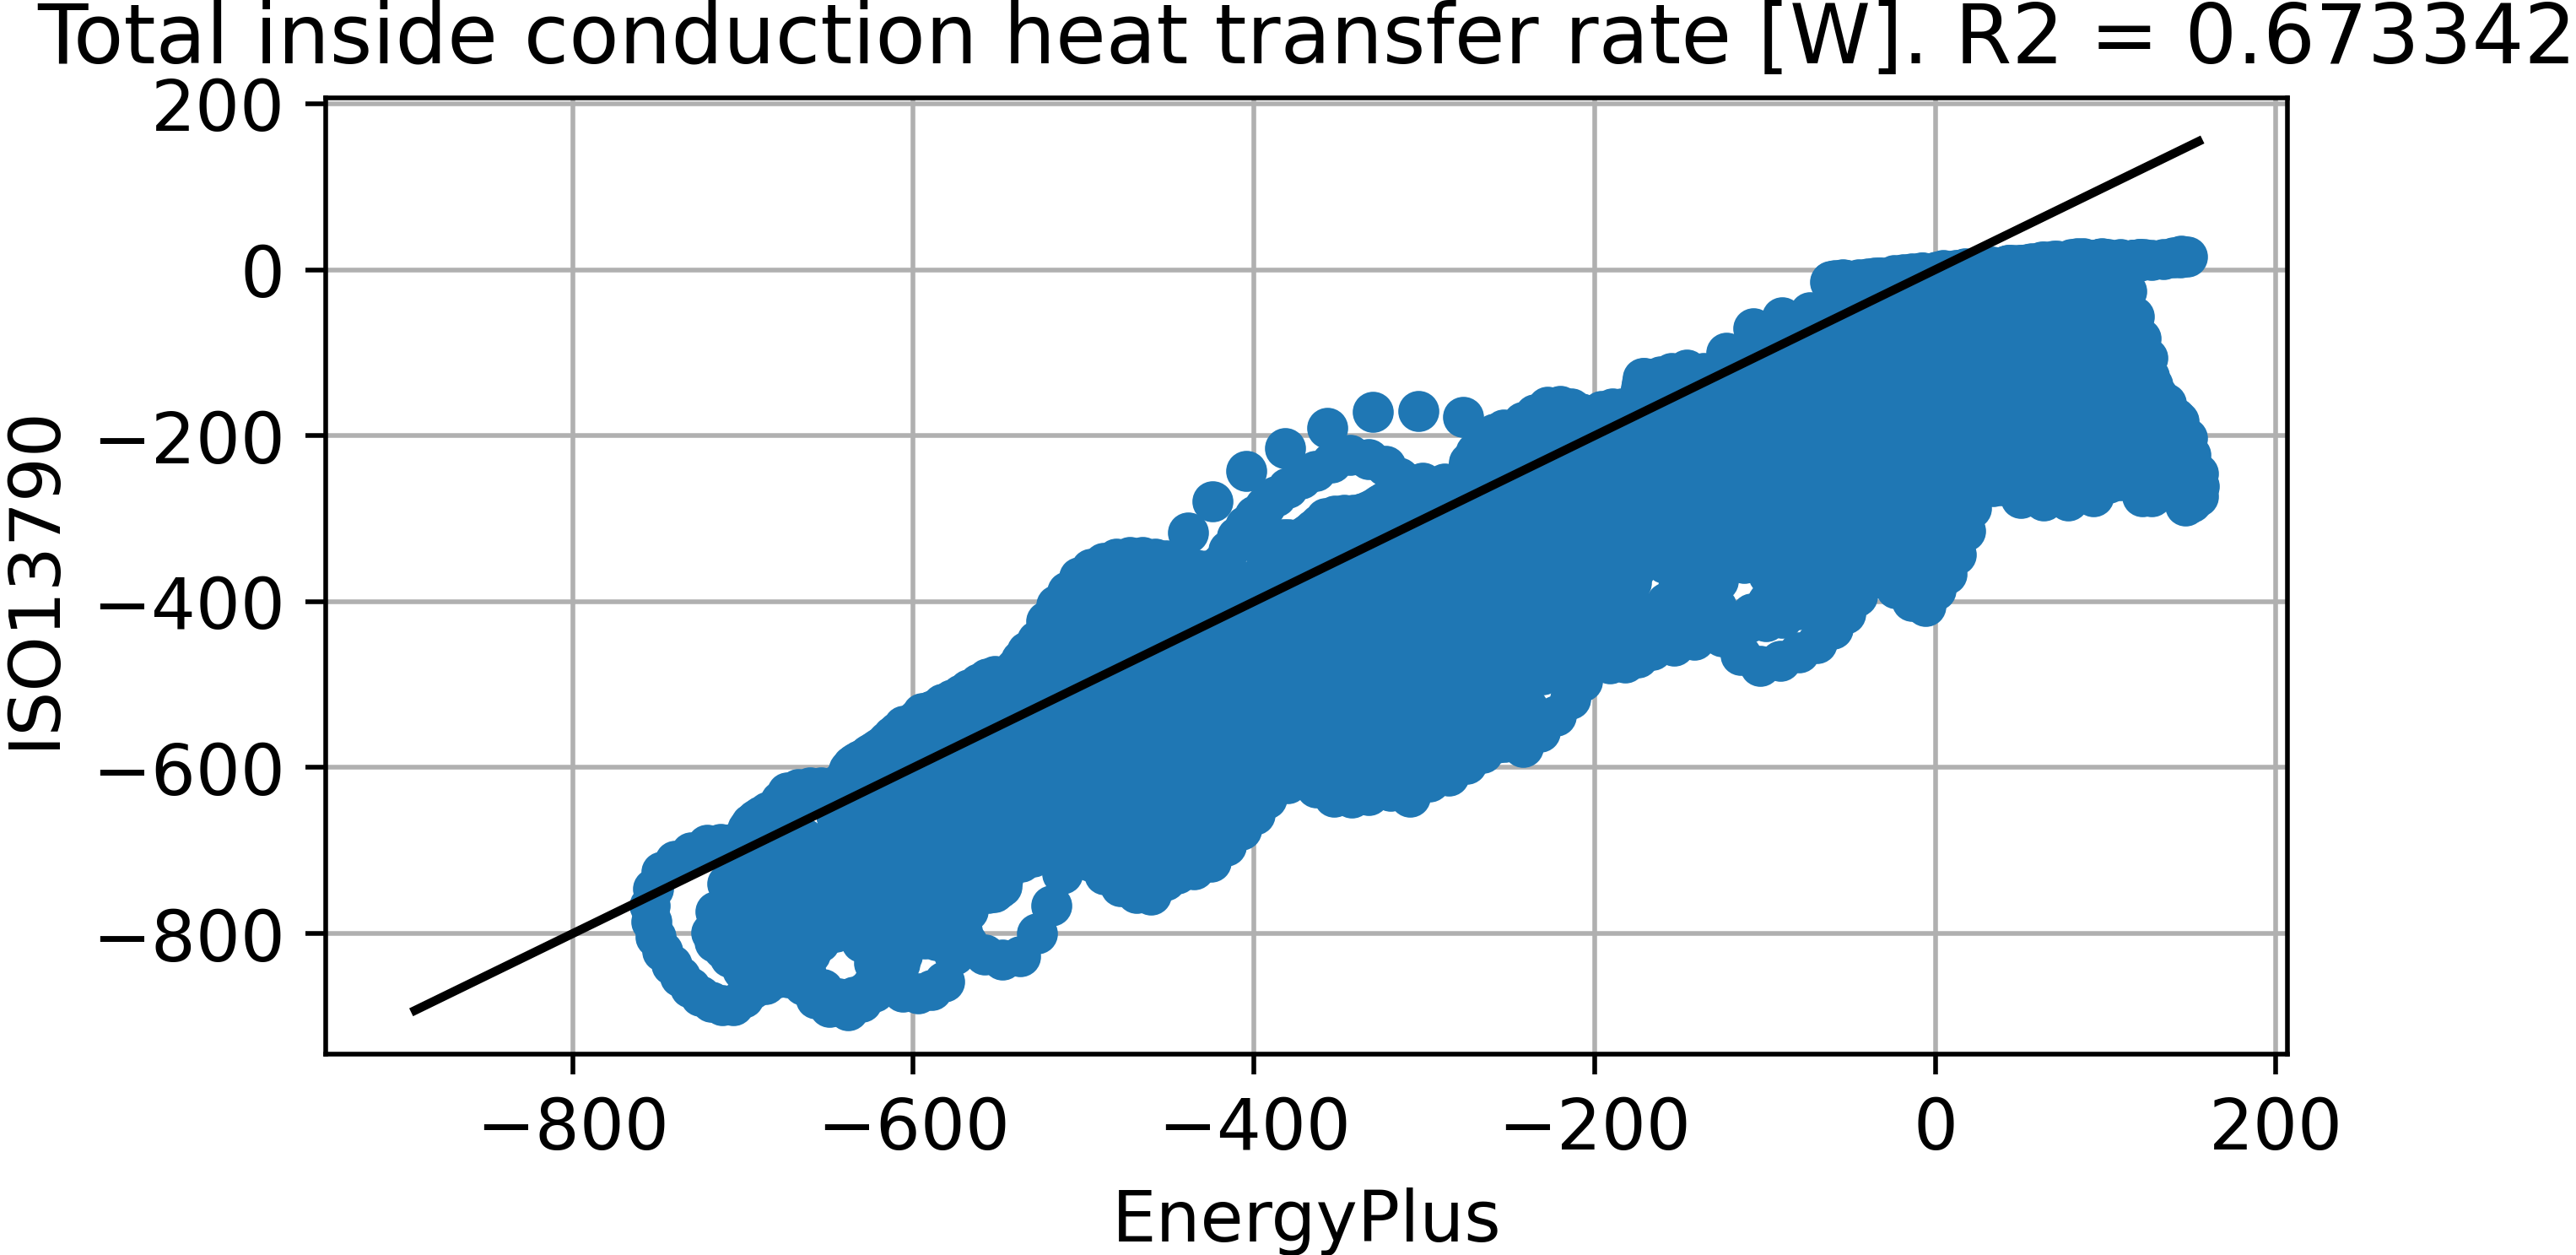 Total inside conduction heat transfer rate [W]. R2 = 0.673342
200
0
−200
−400
−600
−800
ISO13790
−800 −600 −400 −200 0 200
EnergyPlus